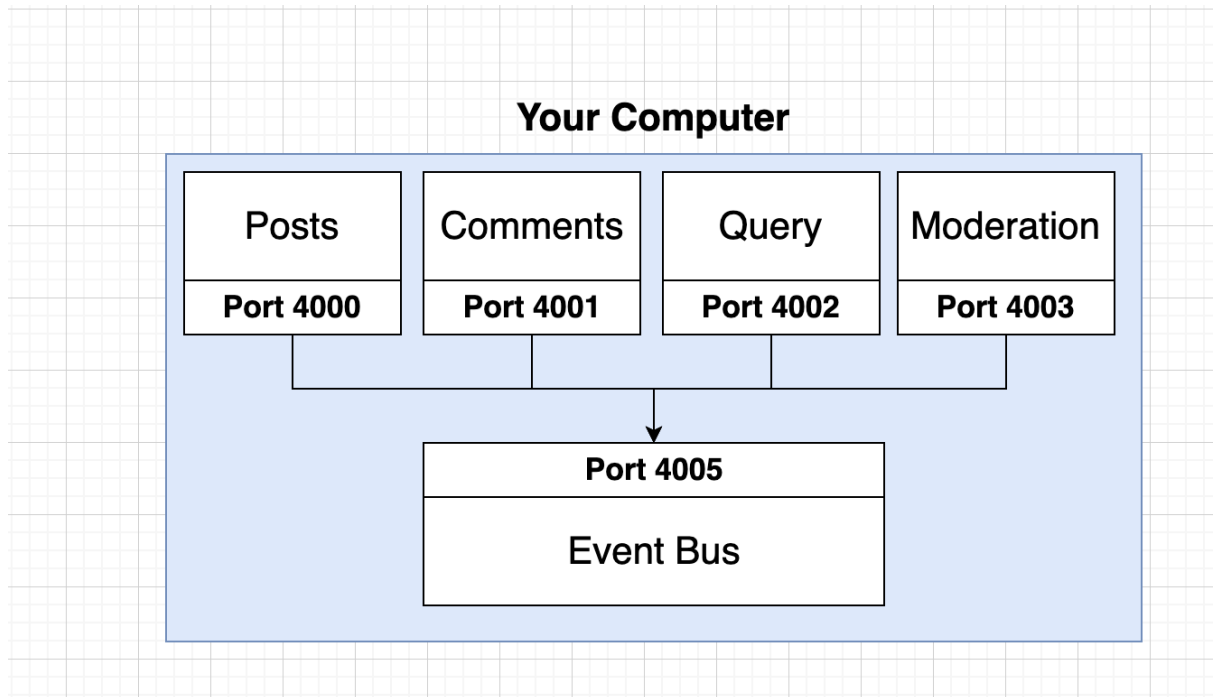 Your Computer
Posts
Comments
Query
Moderation
Port 4000
Port 4001
Port 4002
Port 4003
Port 4005
Event Bus